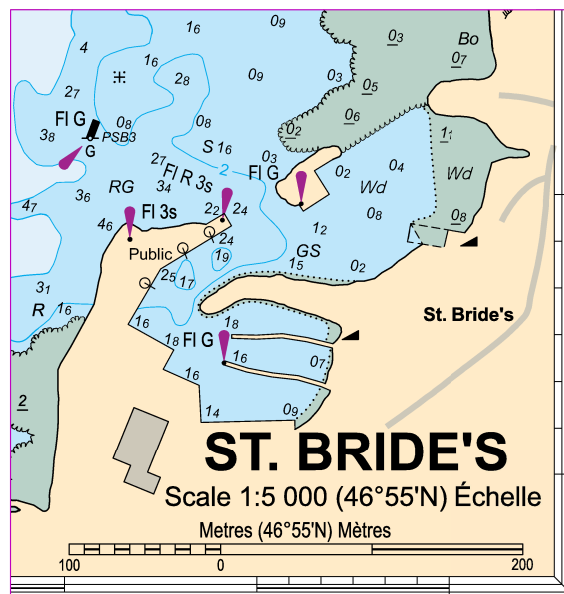 16 09 03 Bo
4 16 07
27 28 09 03 05
Fl G 08 08 06 11
38 PSB3 02
G S 16
27 03 04
Fl R 3s 2 Fl G 02 Wd Wd
36 RG 34
47 22 24 08 08
46 Fl 3s 12
24
Public GS
19 15 02
25 17
31
R 16 St. Bride's
16 18
18 Fl G
16 07
16
2 14 09
ST. BRIDE'S
Scale 1:5 000 (46°55'N) Échelle
Metres (46°55'N) Mètres
100 0 200